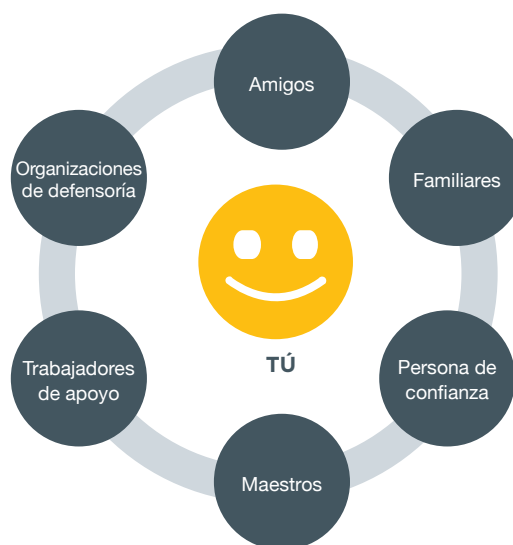 Amigos
Organizaciones
de defensoría
Familiares
TÚ
Trabajadores
de apoyo
Persona de
confianza
Maestros